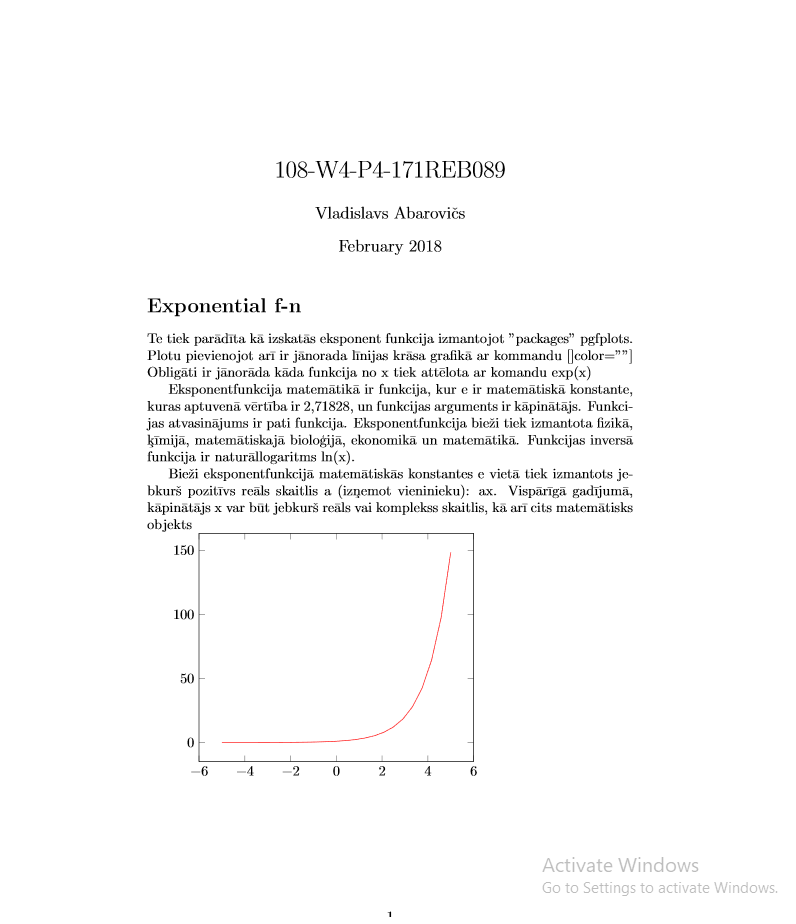 108-W4-P4-171REB089
Vladislavs Abarovičs
February 2018
Exponential f-n
Te tiek parādīta kā izskatās eksponent funkcija izmantojot ”packages” pgfplots.
Plotu pievienojot arī ir jānorada līnijas krāsa grafikā ar kommandu []color=””]
Obligāti ir jānorāda kāda funkcija no x tiek attēlota ar komandu exp(x)
Eksponentfunkcija matemātikā ir funkcija, kur e ir matemātiskā konstante,
kuras aptuvenā vērtība ir 2,71828, un funkcijas arguments ir kāpinātājs. Funkci-
jas atvasinājums ir pati funkcija. Eksponentfunkcija bieži tiek izmantota fizikā,
ķīmijā, matemātiskajā bioloģijā, ekonomikā un matemātikā. Funkcijas inversā
funkcija ir naturāllogaritms ln(x).
Bieži eksponentfunkcijā matemātiskās konstantes e vietā tiek izmantots je-
bkurš pozitīvs reāls skaitlis a (izņemot vieninieku): ax. Vispārīgā gadījumā,
kāpinātājs x var būt jebkurš reāls vai komplekss skaitlis, kā arī cits matemātisks
objekts
150
100
50
0
−6 −4 −2 0 2 4 6
Activate Windows
Go to Settings to activate Windows.